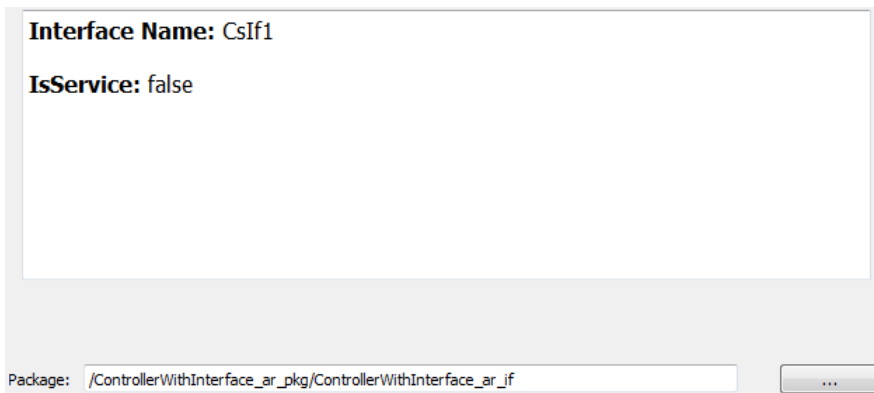 Interface Name: CsIf1
IsService: false
Package: /ControllerWithInterface_ar_pkg/ControllerWithInterface_ar_if ...